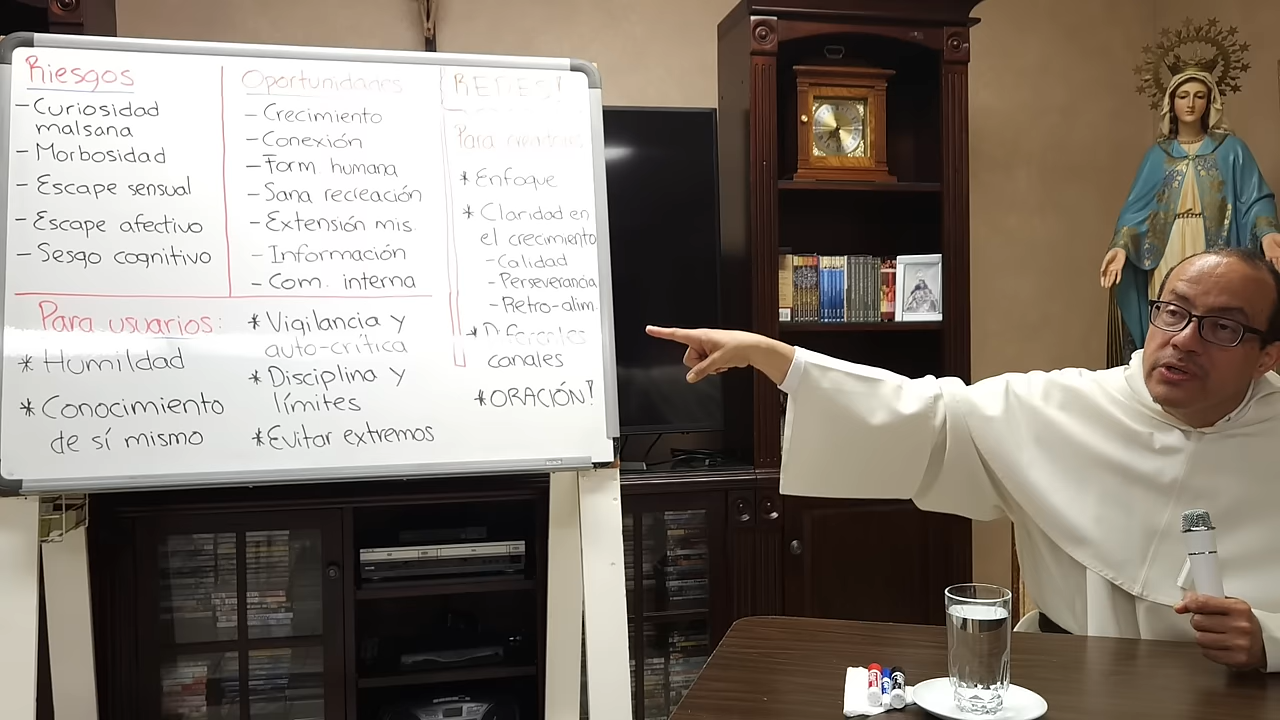 Riesgos
- Curiosidad
malsana
- Morbosidad
- Escape sensual
- Escape afectivo
- Sesgo cognitivo
Oportunidades
- Crecimiento
- Conexión
- Form humana
- Sana recreación
- Extensión mis
- Información
- Com. interna
REDES!
Para creadores
* Enfoque
* Claridad en
el crecimiento
- Calidad
- Perseverancia
- Retro-alim.
* Diferentes
canales
* ORACIÓN!
Para usuarios:
* Humildad
* Conocimiento
de sí mismo
* Vigilancia y
auto-crítica
* Disciplina y
límites
* Evitar extremos